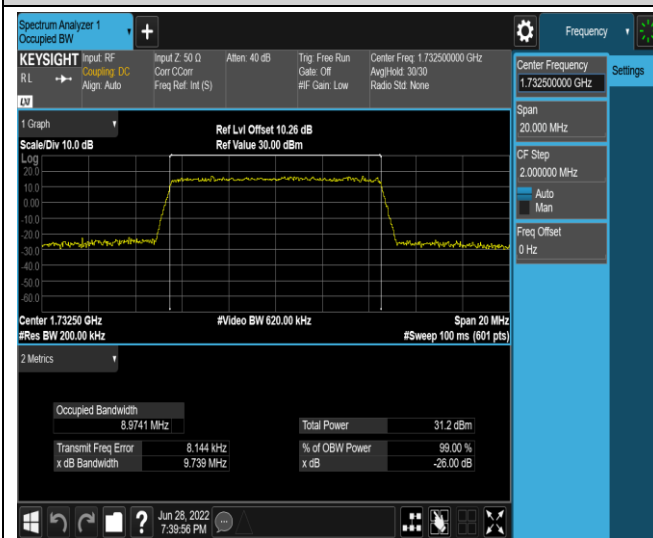 Spectrum Analyzer 1
Occupied BW
+
Frequency
KEYSIGHT
RL
LXI
Input: RF
Coupling: DC
Align: Auto
Input Z: 50 Ω
Corr CCorr
Freq Ref: Int (S)
Atten: 40 dB
Trig: Free Run
Gate: Off
#IF Gain: Low
Center Freq: 1.732500000 GHz
Avg|Hold: 30/30
Radio Std: None
Center Frequency
1.732500000 GHz
Settings
Span
20.000 MHz
CF Step
2.000000 MHz
Auto
Man
Freq Offset
0 Hz
1 Graph
Scale/Div 10.0 dB
Ref Lvl Offset 10.26 dB
Ref Value 30.00 dBm
Log
20.0
10.0
0.00
-10.0
-20.0
-30.0
-40.0
-50.0
-60.0
Center 1.73250 GHz
#Res BW 200.00 kHz
#Video BW 620.00 kHz
Span 20 MHz
#Sweep 100 ms (601 pts)
2 Metrics
Occupied Bandwidth
8.9741 MHz
Total Power 31.2 dBm
Transmit Freq Error 8.144 kHz
% of OBW Power 99.00 %
x dB Bandwidth 9.739 MHz
x dB -26.00 dB
?
Jun 28, 2022
7:39:56 PM